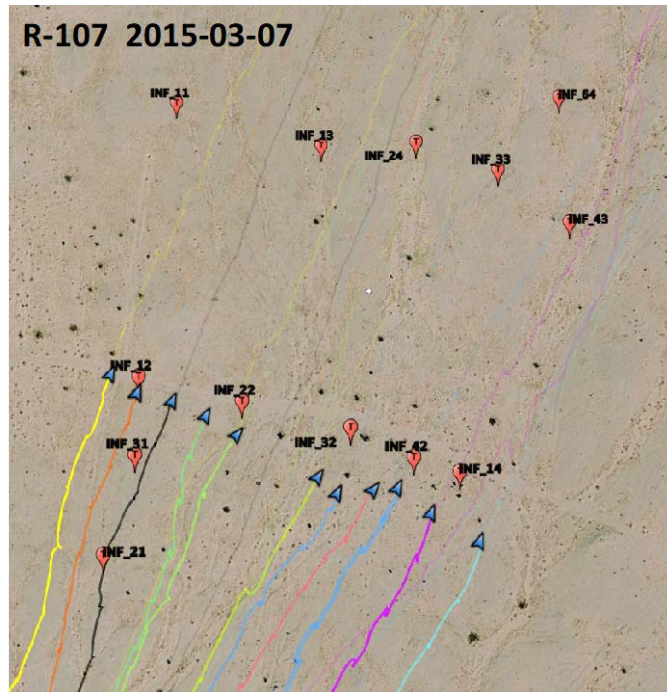 R-107 2015-03-07
INF_11
INF_64
INF_13
INF_24
INF_33
INF_43
INF_12
INF_22
INF_31
INF_32
INF_42
INF_14
INF_21